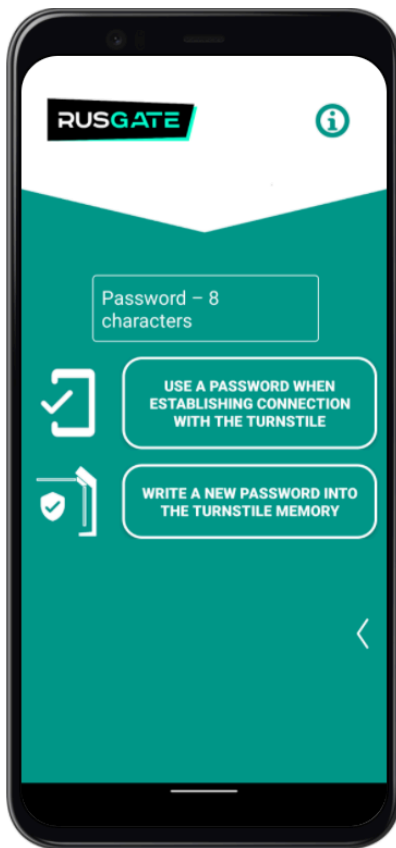 RUSGATE
Password – 8
characters
USE A PASSWORD WHEN
ESTABLISHING CONNECTION
WITH THE TURNSTILE
WRITE A NEW PASSWORD INTO
THE TURNSTILE MEMORY